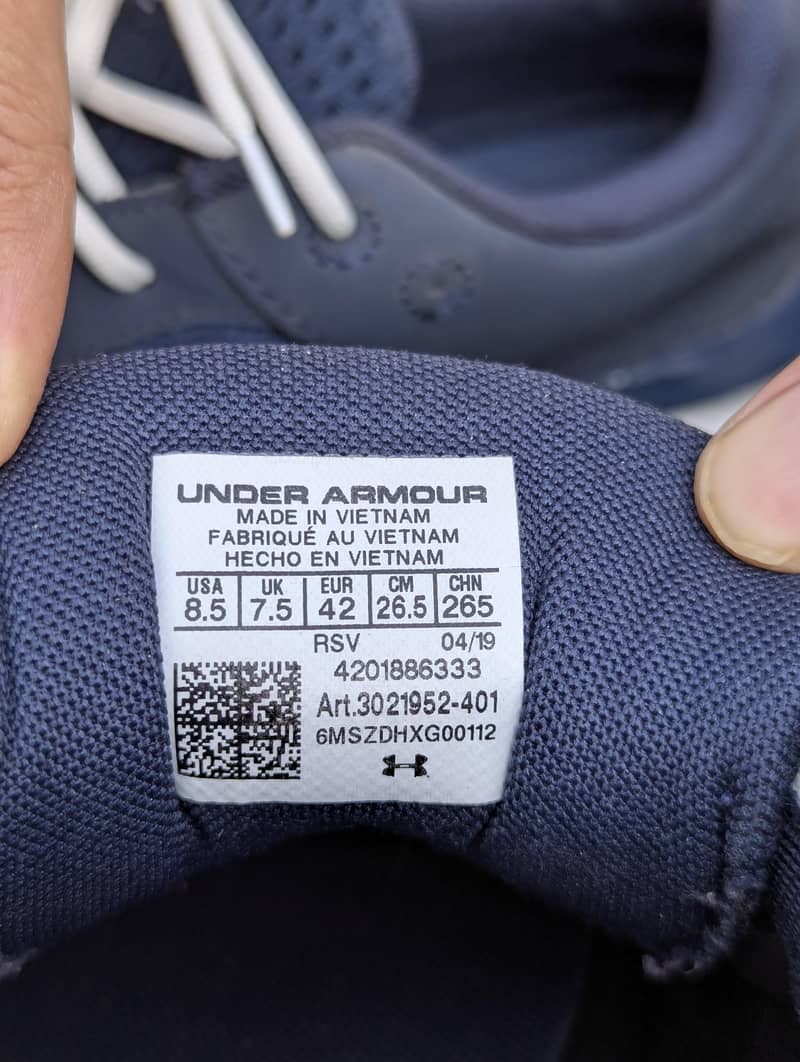 UNDER ARMOUR
MADE IN VIETNAM
FABRIQUÉ AU VIETNAM
HECHO EN VIETNAM
USA UK EUR CM CHN
8.5 7.5 42 26.5 265
RSV 04/19
4201886333
Art.3021952-401
6MSZDHXG00112